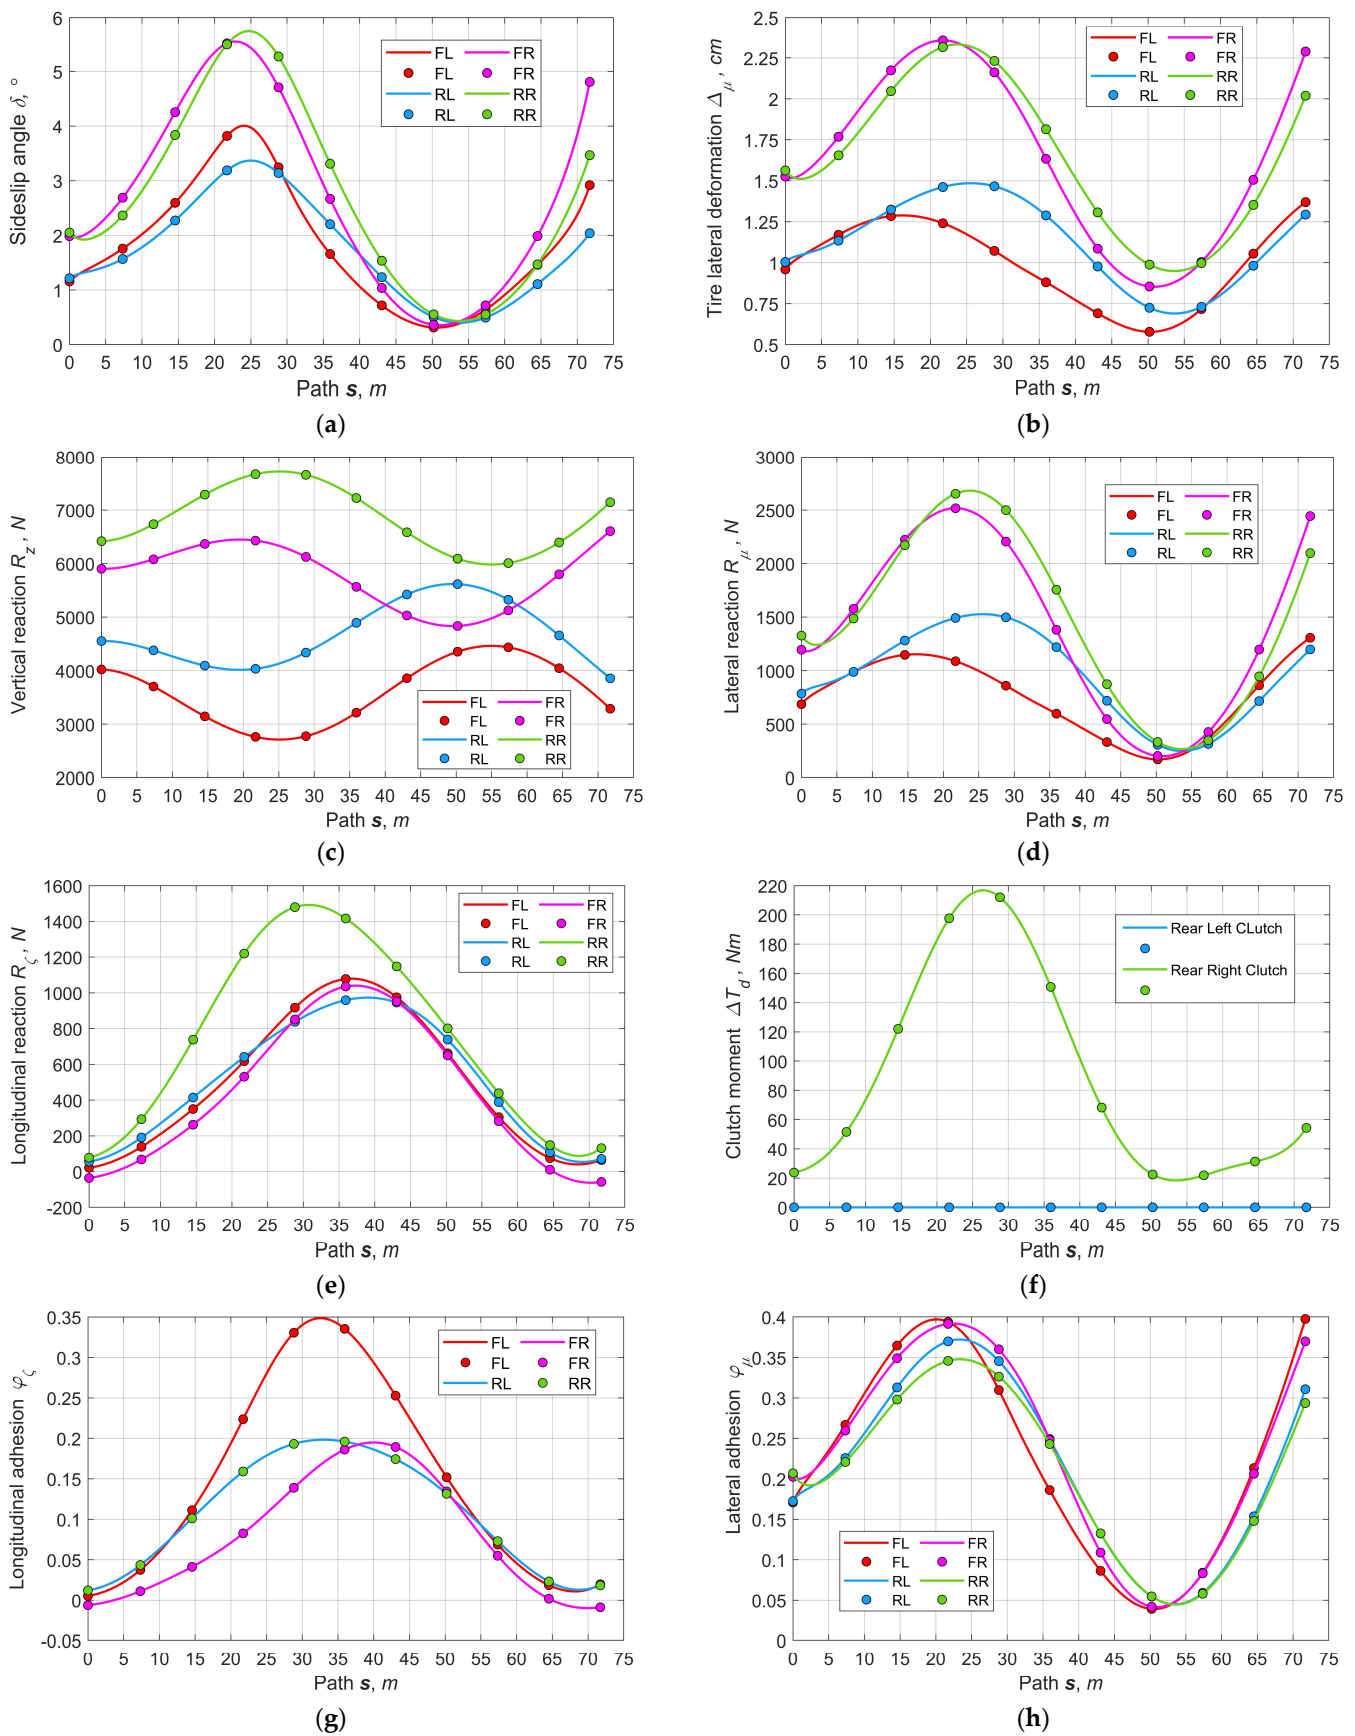 6
5
4
3
2
1
0
Sideslip angle δ, °
FL FR
FL FR
RL RR
RL RR
0 5 10 15 20 25 30 35 40 45 50 55 60 65 70 75
Path s, m
(a)
2.5
2.25
2
1.75
1.5
1.25
1
0.75
0.5
Tire lateral deformation Δμ , cm
FL FR
FL FR
RL RR
RL RR
0 5 10 15 20 25 30 35 40 45 50 55 60 65 70 75
Path s, m
(b)
8000
7000
6000
5000
4000
3000
2000
Vertical reaction Rz , N
FL FR
FL FR
RL RR
RL RR
0 5 10 15 20 25 30 35 40 45 50 55 60 65 70 75
Path s, m
(c)
3000
2500
2000
1500
1000
500
0
Lateral reaction Rμ , N
FL FR
FL FR
RL RR
RL RR
0 5 10 15 20 25 30 35 40 45 50 55 60 65 70 75
Path s, m
(d)
1600
1400
1200
1000
800
600
400
200
0
-200
Longitudinal reaction Rζ , N
FL FR
FL FR
RL RR
RL RR
0 5 10 15 20 25 30 35 40 45 50 55 60 65 70 75
Path s, m
(e)
220
200
180
160
140
120
100
80
60
40
20
0
Clutch moment ΔTd , Nm
Rear Left CLutch
Rear Right Clutch
0 5 10 15 20 25 30 35 40 45 50 55 60 65 70 75
Path s, m
(f)
0.35
0.3
0.25
0.2
0.15
0.1
0.05
0
-0.05
Longitudinal adhesion φζ
FL FR
FL FR
RL RR
0 5 10 15 20 25 30 35 40 45 50 55 60 65 70 75
Path s, m
(g)
0.4
0.35
0.3
0.25
0.2
0.15
0.1
0.05
0
Lateral adhesion φμ
FL FR
FL FR
RL RR
RL RR
0 5 10 15 20 25 30 35 40 45 50 55 60 65 70 75
Path s, m
(h)